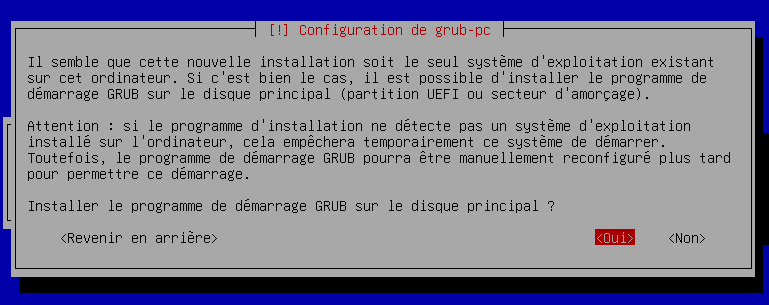 [!] Configuration de grub-pc
Il semble que cette nouvelle installation soit le seul système d'exploitation existant
sur cet ordinateur. Si c'est bien le cas, il est possible d'installer le programme de
démarrage GRUB sur le disque principal (partition UEFI ou secteur d'amorçage).
Attention : si le programme d'installation ne détecte pas un système d'exploitation
installé sur l'ordinateur, cela empêchera temporairement ce système de démarrer.
Toutefois, le programme de démarrage GRUB pourra être manuellement reconfiguré plus tard
pour permettre ce démarrage.
Installer le programme de démarrage GRUB sur le disque principal ?
<Revenir en arrière> <Oui> <Non>